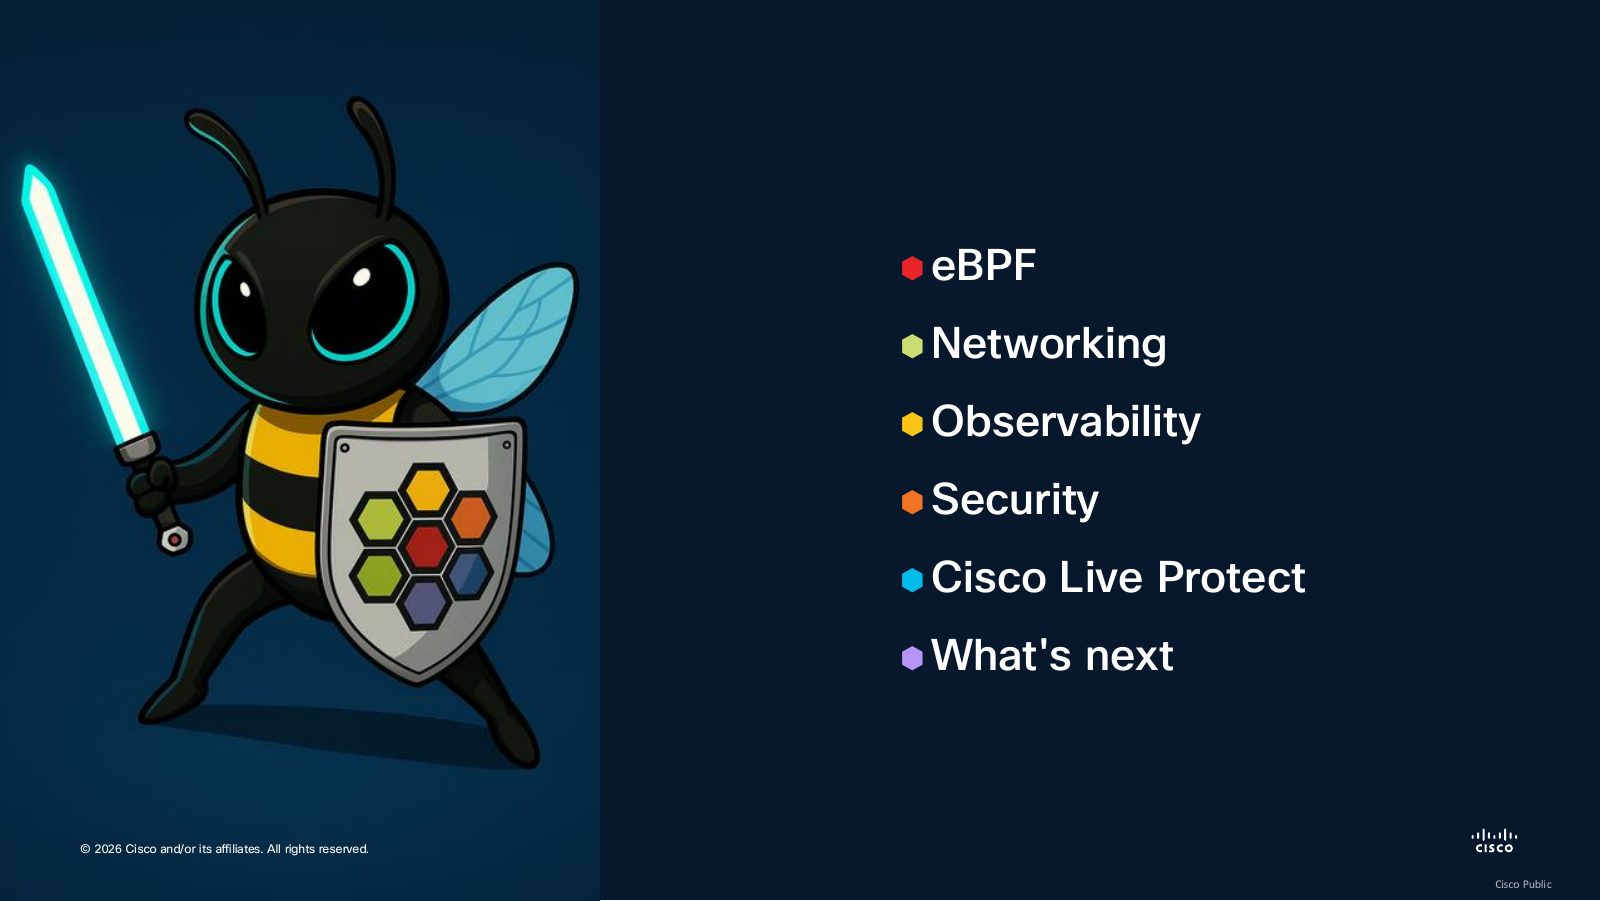 eBPF
Networking
Observability
Security
Cisco Live Protect
What's next
© 2026 Cisco and/or its affiliates. All rights reserved.
CISCO
Cisco Public